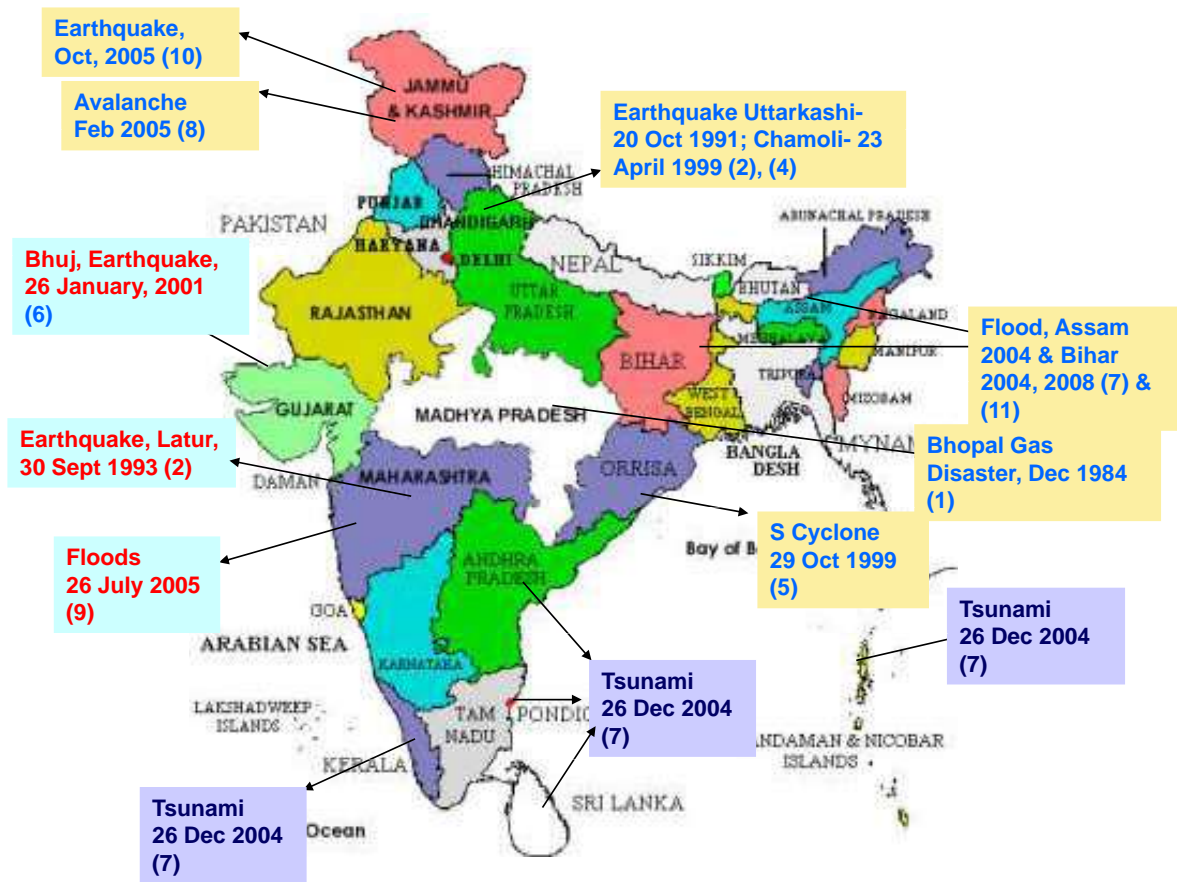 Earthquake,
Oct, 2005 (10)
Avalanche
Feb 2005 (8)
JAMMU
& KASHMIR
Earthquake Uttarkashi-
20 Oct 1991; Chamoli- 23
April 1999 (2), (4)
HIMACHAL
PRADESH
PUNJAB
PAKISTAN
HARYANA
DELHI
ARUNACHAL PRADESH
NEPAL
SIKKIM
BHUTAN
ASSAM
NAGALAND
MEGHALAYA
MANIPUR
TRIPURA
MIZORAM
Bhuj, Earthquake,
26 January, 2001
(6)
RAJASTHAN
UTTAR
PRADESH
BIHAR
Flood, Assam
2004 & Bihar
2004, 2008 (7) &
(11)
GUJARAT
MADHYA PRADESH
WEST
BENGAL
BANGLA
DESH
MYNAM
Bhopal Gas
Disaster, Dec 1984
(1)
Earthquake, Latur,
30 Sept 1993 (2)
DAMAN
MAHARASHTRA
ORRISA
S Cyclone
29 Oct 1999
(5)
Bay of B
Floods
26 July 2005
(9)
GOA
ANDHRA
PRADESH
ARABIAN SEA
KARNATAKA
Tsunami
26 Dec 2004
(7)
Tsunami
26 Dec 2004
(7)
LAKSHADWEEP
ISLANDS
TAM
NADU
PONDIC
NDAMAN & NICOBAR
ISLANDS
KERALA
SRI LANKA
Tsunami
26 Dec 2004
(7)
Ocean